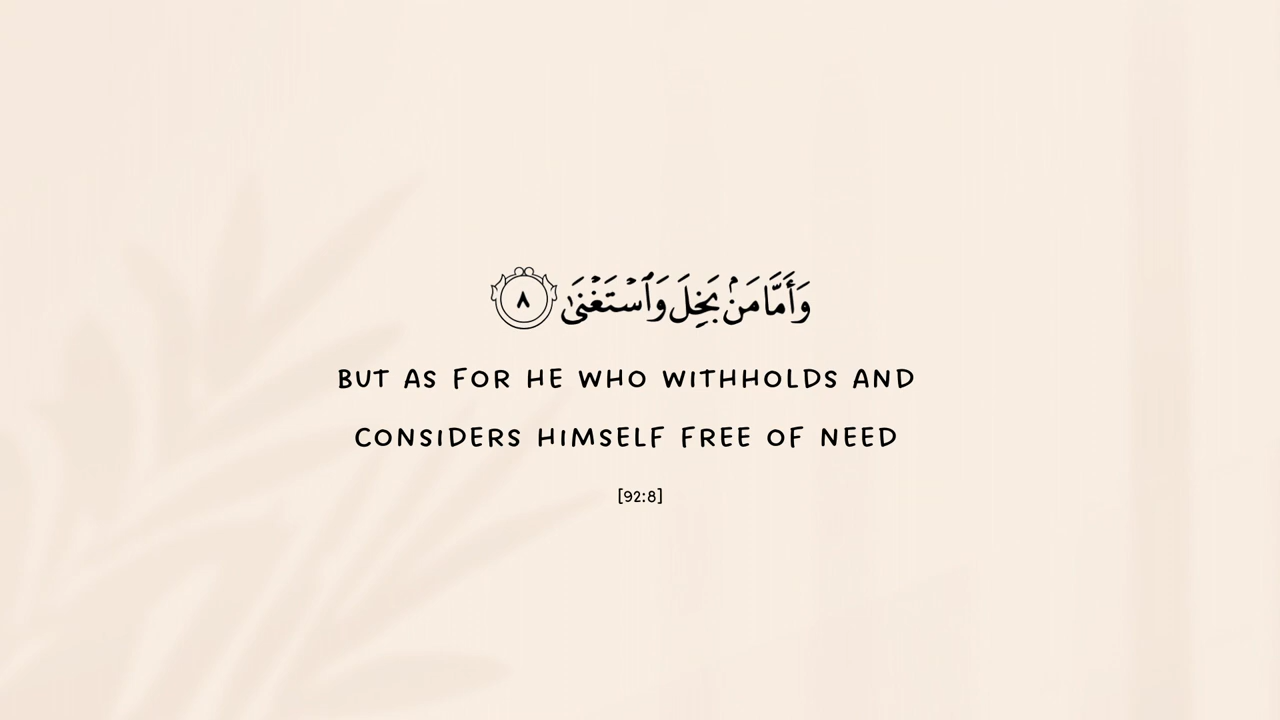 وَأَمَّا مَنۢ بَخِلَ وَٱسۡتَغۡنَىٰ ٨
BUT AS FOR HE WHO WITHHOLDS AND
CONSIDERS HIMSELF FREE OF NEED
[92:8]